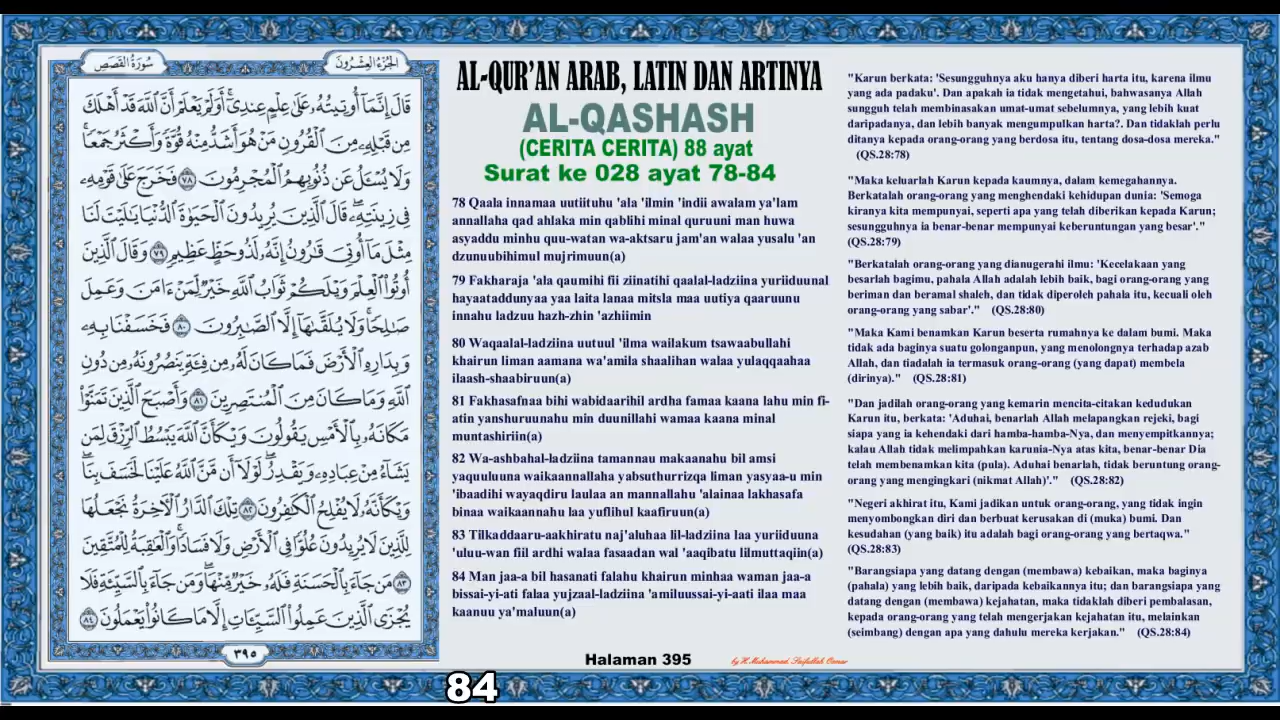 سُورَةُ القَصَصِ
الجُزءُ العِشْرُونَ
قَالَ إِنَّمَآ أُوتِيتُهُۥ عَلَىٰ عِلْمٍ عِندِىٓ ۚ أَوَلَمْ يَعْلَمْ أَنَّ ٱللَّهَ قَدْ أَهْلَكَ
مِن قَبْلِهِۦ مِنَ ٱلْقُرُونِ مَنْ هُوَ أَشَدُّ مِنْهُ قُوَّةً وَأَكْثَرُ جَمْعًا ۚ
وَلَا يُسْـَٔلُ عَن ذُنُوبِهِمُ ٱلْمُجْرِمُونَ ٧٨ فَخَرَجَ عَلَىٰ قَوْمِهِۦ
فِى زِينَتِهِۦ ۖ قَالَ ٱلَّذِينَ يُرِيدُونَ ٱلْحَيَوٰةَ ٱلدُّنْيَا يَـٰلَيْتَ لَنَا
مِثْلَ مَآ أُوتِىَ قَـٰرُونُ إِنَّهُۥ لَذُو حَظٍّ عَظِيمٍ ٧٩ وَقَالَ ٱلَّذِينَ
أُوتُوا۟ ٱلْعِلْمَ وَيْلَكُمْ ثَوَابُ ٱللَّهِ خَيْرٌ لِّمَنْ ءَامَنَ وَعَمِلَ
صَـٰلِحًا وَلَا يُلَقَّىٰهَآ إِلَّا ٱلصَّـٰبِرُونَ ٨٠ فَخَسَفْنَا بِهِۦ
وَبِدَارِهِ ٱلْأَرْضَ فَمَا كَانَ لَهُۥ مِن فِئَةٍ يَنصُرُونَهُۥ مِن دُونِ
ٱللَّهِ وَمَا كَانَ مِنَ ٱلْمُنتَصِرِينَ ٨١ وَأَصْبَحَ ٱلَّذِينَ تَمَنَّوْا۟
مَكَانَهُۥ بِٱلْأَمْسِ يَقُولُونَ وَيْكَأَنَّ ٱللَّهَ يَبْسُطُ ٱلرِّزْقَ لِمَن
يَشَآءُ مِنْ عِبَادِهِۦ وَيَقْدِرُ ۖ لَوْلَآ أَن مَّنَّ ٱللَّهُ عَلَيْنَا لَخَسَفَ بِنَا ۖ
وَيْكَأَنَّهُۥ لَا يُفْلِحُ ٱلْكَـٰفِرُونَ ٨٢ تِلْكَ ٱلدَّارُ ٱلْـَٔاخِرَةُ نَجْعَلُهَا
لِلَّذِينَ لَا يُرِيدُونَ عُلُوًّا فِى ٱلْأَرْضِ وَلَا فَسَادًا ۚ وَٱلْعَـٰقِبَةُ لِلْمُتَّقِينَ
٨٣ مَن جَآءَ بِٱلْحَسَنَةِ فَلَهُۥ خَيْرٌ مِّنْهَا ۖ وَمَن جَآءَ بِٱلسَّيِّئَةِ فَلَا
يُجْزَى ٱلَّذِينَ عَمِلُوا۟ ٱلسَّيِّـَٔاتِ إِلَّا مَا كَانُوا۟ يَعْمَلُونَ ٨٤
٣٩٥
AL-QUR'AN ARAB, LATIN DAN ARTINYA
AL-QASHASH
(CERITA CERITA) 88 ayat
Surat ke 028 ayat 78-84
78 Qaala innamaa uutiituhu 'ala 'ilmin 'indii awalam ya'lam
annallaha qad ahlaka min qablihi minal quruuni man huwa
asyaddu minhu quu-watan wa-aktsaru jam'an walaa yusalu 'an
dzunuubihimul mujrimuun(a)
79 Fakharaja 'ala qaumihi fii ziinatihi qaalal-ladziina yuriiduunal
hayaataddunyaa yaa laita lanaa mitsla maa uutiya qaaruunu
innahu ladzuu hazh-zhin 'azhiimin
80 Waqaalal-ladziina uutuul 'ilma wailakum tsawaabullahi
khairun liman aamana wa'amila shaalihan walaa yulaqqaahaa
ilaash-shaabiruun(a)
81 Fakhasafnaa bihi wabidaarihil ardha famaa kaana lahu min fi-
atin yanshuruunahu min duunillahi wamaa kaana minal
muntashiriin(a)
82 Wa-ashbahal-ladziina tamannau makaanahu bil amsi
yaquluuna waikaannallaha yabsuthurrizqa liman yasyaa-u min
'ibaadihi wayaqdiru laulaa an mannallahu 'alainaa lakhasafa
binaa waikaannahu laa yuflihul kaafiruun(a)
83 Tilkaddaaru-aakhiratu naj'aluhaa lil-ladziina laa yuriiduuna
'uluu-wan fiil ardhi walaa fasaadan wal 'aaqibatu lilmuttaqiin(a)
84 Man jaa-a bil hasanati falahu khairun minhaa waman jaa-a
bissai-yi-ati falaa yujzaal-ladziina 'amiluussai-yi-aati ilaa maa
kaanuu ya'maluun(a)
Halaman 395
by H.Muhammad Saifullah Oemar
"Karun berkata: 'Sesungguhnya aku hanya diberi harta itu, karena ilmu
yang ada padaku'. Dan apakah ia tidak mengetahui, bahwasanya Allah
sungguh telah membinasakan umat-umat sebelumnya, yang lebih kuat
daripadanya, dan lebih banyak mengumpulkan harta?. Dan tidaklah perlu
ditanya kepada orang-orang yang berdosa itu, tentang dosa-dosa mereka."
(QS.28:78)
"Maka keluarlah Karun kepada kaumnya, dalam kemegahannya.
Berkatalah orang-orang yang menghendaki kehidupan dunia: 'Semoga
kiranya kita mempunyai, seperti apa yang telah diberikan kepada Karun;
sesungguhnya ia benar-benar mempunyai keberuntungan yang besar'."
(QS.28:79)
"Berkatalah orang-orang yang dianugerahi ilmu: 'Kecelakaan yang
besarlah bagimu, pahala Allah adalah lebih baik, bagi orang-orang yang
beriman dan beramal shaleh, dan tidak diperoleh pahala itu, kecuali oleh
orang-orang yang sabar'." (QS.28:80)
"Maka Kami benamkan Karun beserta rumahnya ke dalam bumi. Maka
tidak ada baginya suatu golonganpun, yang menolongnya terhadap azab
Allah, dan tiadalah ia termasuk orang-orang (yang dapat) membela
(dirinya)." (QS.28:81)
"Dan jadilah orang-orang yang kemarin mencita-citakan kedudukan
Karun itu, berkata: 'Aduhai, benarlah Allah melapangkan rejeki, bagi
siapa yang ia kehendaki dari hamba-hamba-Nya, dan menyempitkannya;
kalau Allah tidak melimpahkan karunia-Nya atas kita, benar-benar Dia
telah membenamkan kita (pula). Aduhai benarlah, tidak beruntung orang-
orang yang mengingkari (nikmat Allah)'." (QS.28:82)
"Negeri akhirat itu, Kami jadikan untuk orang-orang, yang tidak ingin
menyombongkan diri dan berbuat kerusakan di (muka) bumi. Dan
kesudahan (yang baik) itu adalah bagi orang-orang yang bertaqwa."
(QS.28:83)
"Barangsiapa yang datang dengan (membawa) kebaikan, maka baginya
(pahala) yang lebih baik, daripada kebaikannya itu; dan barangsiapa yang
datang dengan (membawa) kejahatan, maka tidaklah diberi pembalasan,
kepada orang-orang yang telah mengerjakan kejahatan itu, melainkan
(seimbang) dengan apa yang dahulu mereka kerjakan." (QS.28:84)
84